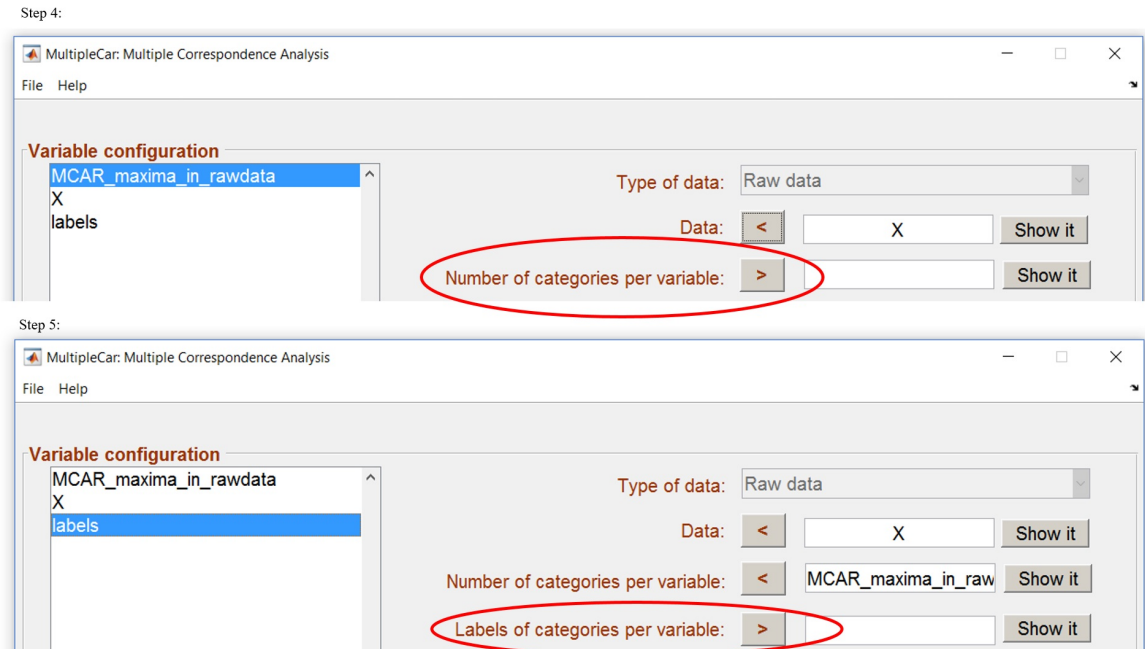 Step 4:
MultipleCar: Multiple Correspondence Analysis
File Help
Variable configuration
MCAR_maxima_in_rawdata
X
labels
Type of data: Raw data
Data: < X Show it
Number of categories per variable: > Show it
Step 5:
MultipleCar: Multiple Correspondence Analysis
File Help
Variable configuration
MCAR_maxima_in_rawdata
X
labels
Type of data: Raw data
Data: < X Show it
Number of categories per variable: < MCAR_maxima_in_raw Show it
Labels of categories per variable: > Show it